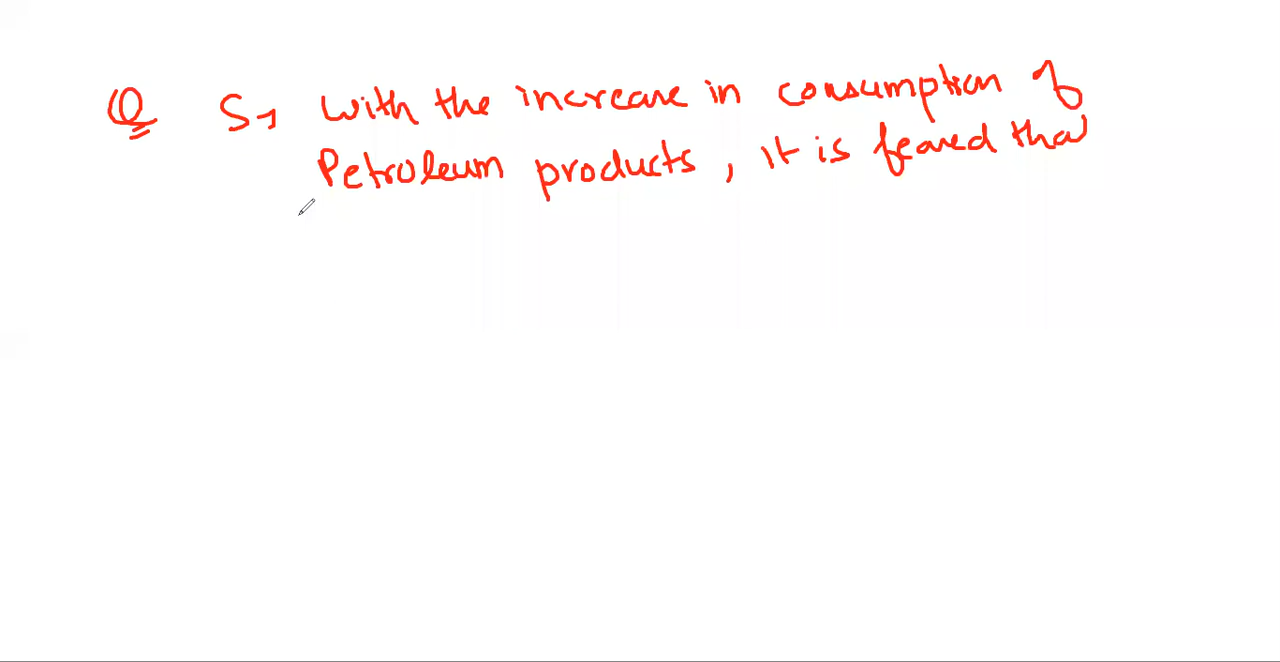 Q S1 with the increase in consumption of
Petroleum products, it is feared that